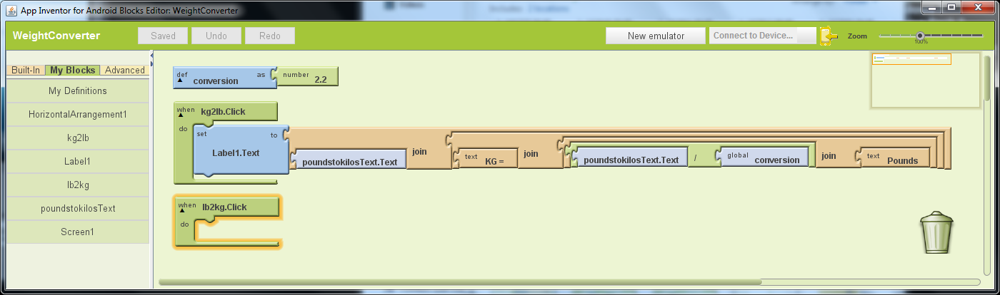 App Inventor for Android Blocks Editor: WeightConverter
WeightConverter Saved Undo Redo New emulator Connect to Device... Zoom
100%
Built-In My Blocks Advanced
My Definitions
HorizontalArrangement1
kg2lb
Label1
lb2kg
poundstokilosText
Screen1
def conversion as number 2.2
when kg2lb.Click
do set Label1.Text to poundstokilosText.Text join text KG = join poundstokilosText.Text / global conversion join text Pounds
when lb2kg.Click
do